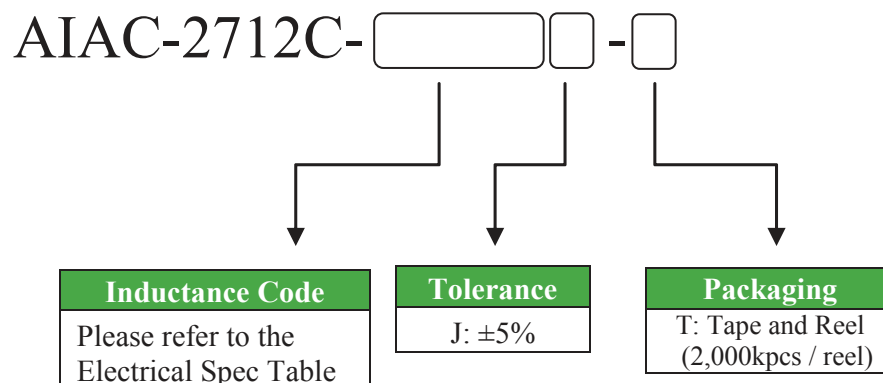 AIAC-2712C- -
Inductance Code
Please refer to the
Electrical Spec Table
Tolerance
J: ±5%
Packaging
T: Tape and Reel
(2,000kpcs / reel)